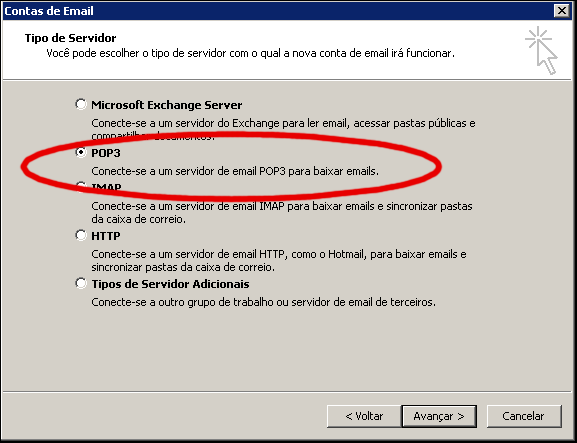 Contas de Email
Tipo de Servidor
Você pode escolher o tipo de servidor com o qual a nova conta de email irá funcionar.
Microsoft Exchange Server
Conecte-se a um servidor do Exchange para ler email, acessar pastas públicas e
compartilhar documentos.
POP3
Conecte-se a um servidor de email POP3 para baixar emails.
IMAP
Conecte-se a um servidor de email IMAP para baixar emails e sincronizar pastas
da caixa de correio.
HTTP
Conecte-se a um servidor de email HTTP, como o Hotmail, para baixar emails e
sincronizar pastas da caixa de correio.
Tipos de Servidor Adicionais
Conecte-se a outro grupo de trabalho ou servidor de email de terceiros.
< Voltar
Avançar >
Cancelar